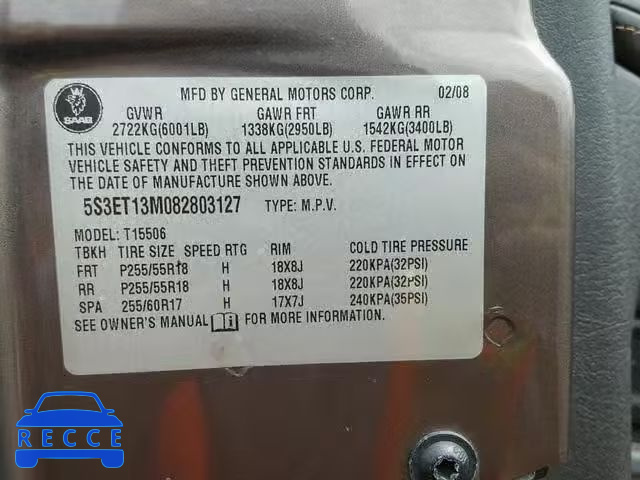 SAAB
MFD BY GENERAL MOTORS CORP. 02/08
GVWR GAWR FRT GAWR RR
2722KG(6001LB) 1338KG(2950LB) 1542KG(3400LB)
THIS VEHICLE CONFORMS TO ALL APPLICABLE U.S. FEDERAL MOTOR
VEHICLE SAFETY AND THEFT PREVENTION STANDARDS IN EFFECT ON
THE DATE OF MANUFACTURE SHOWN ABOVE.
5S3ET13M082803127 TYPE: M.P.V.
MODEL: T15506
TBKH TIRE SIZE SPEED RTG RIM COLD TIRE PRESSURE
FRT P255/55R18 H 18X8J 220KPA(32PSI)
RR P255/55R18 H 18X8J 220KPA(32PSI)
SPA 255/60R17 H 17X7J 240KPA(35PSI)
SEE OWNER'S MANUAL FOR MORE INFORMATION.
RECCE